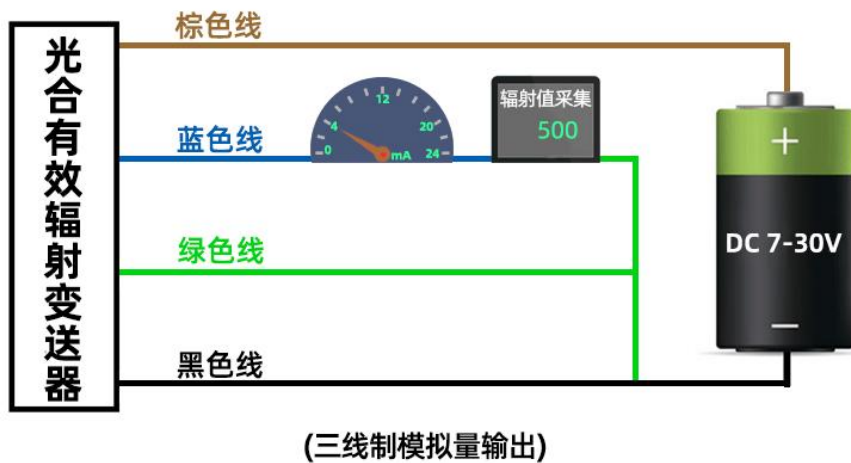 光合有效辐射变送器
棕色线
蓝色线
0
4
12
20
24
mA
辐射值采集
500
绿色线
黑色线
+
DC 7-30V
—
(三线制模拟量输出)